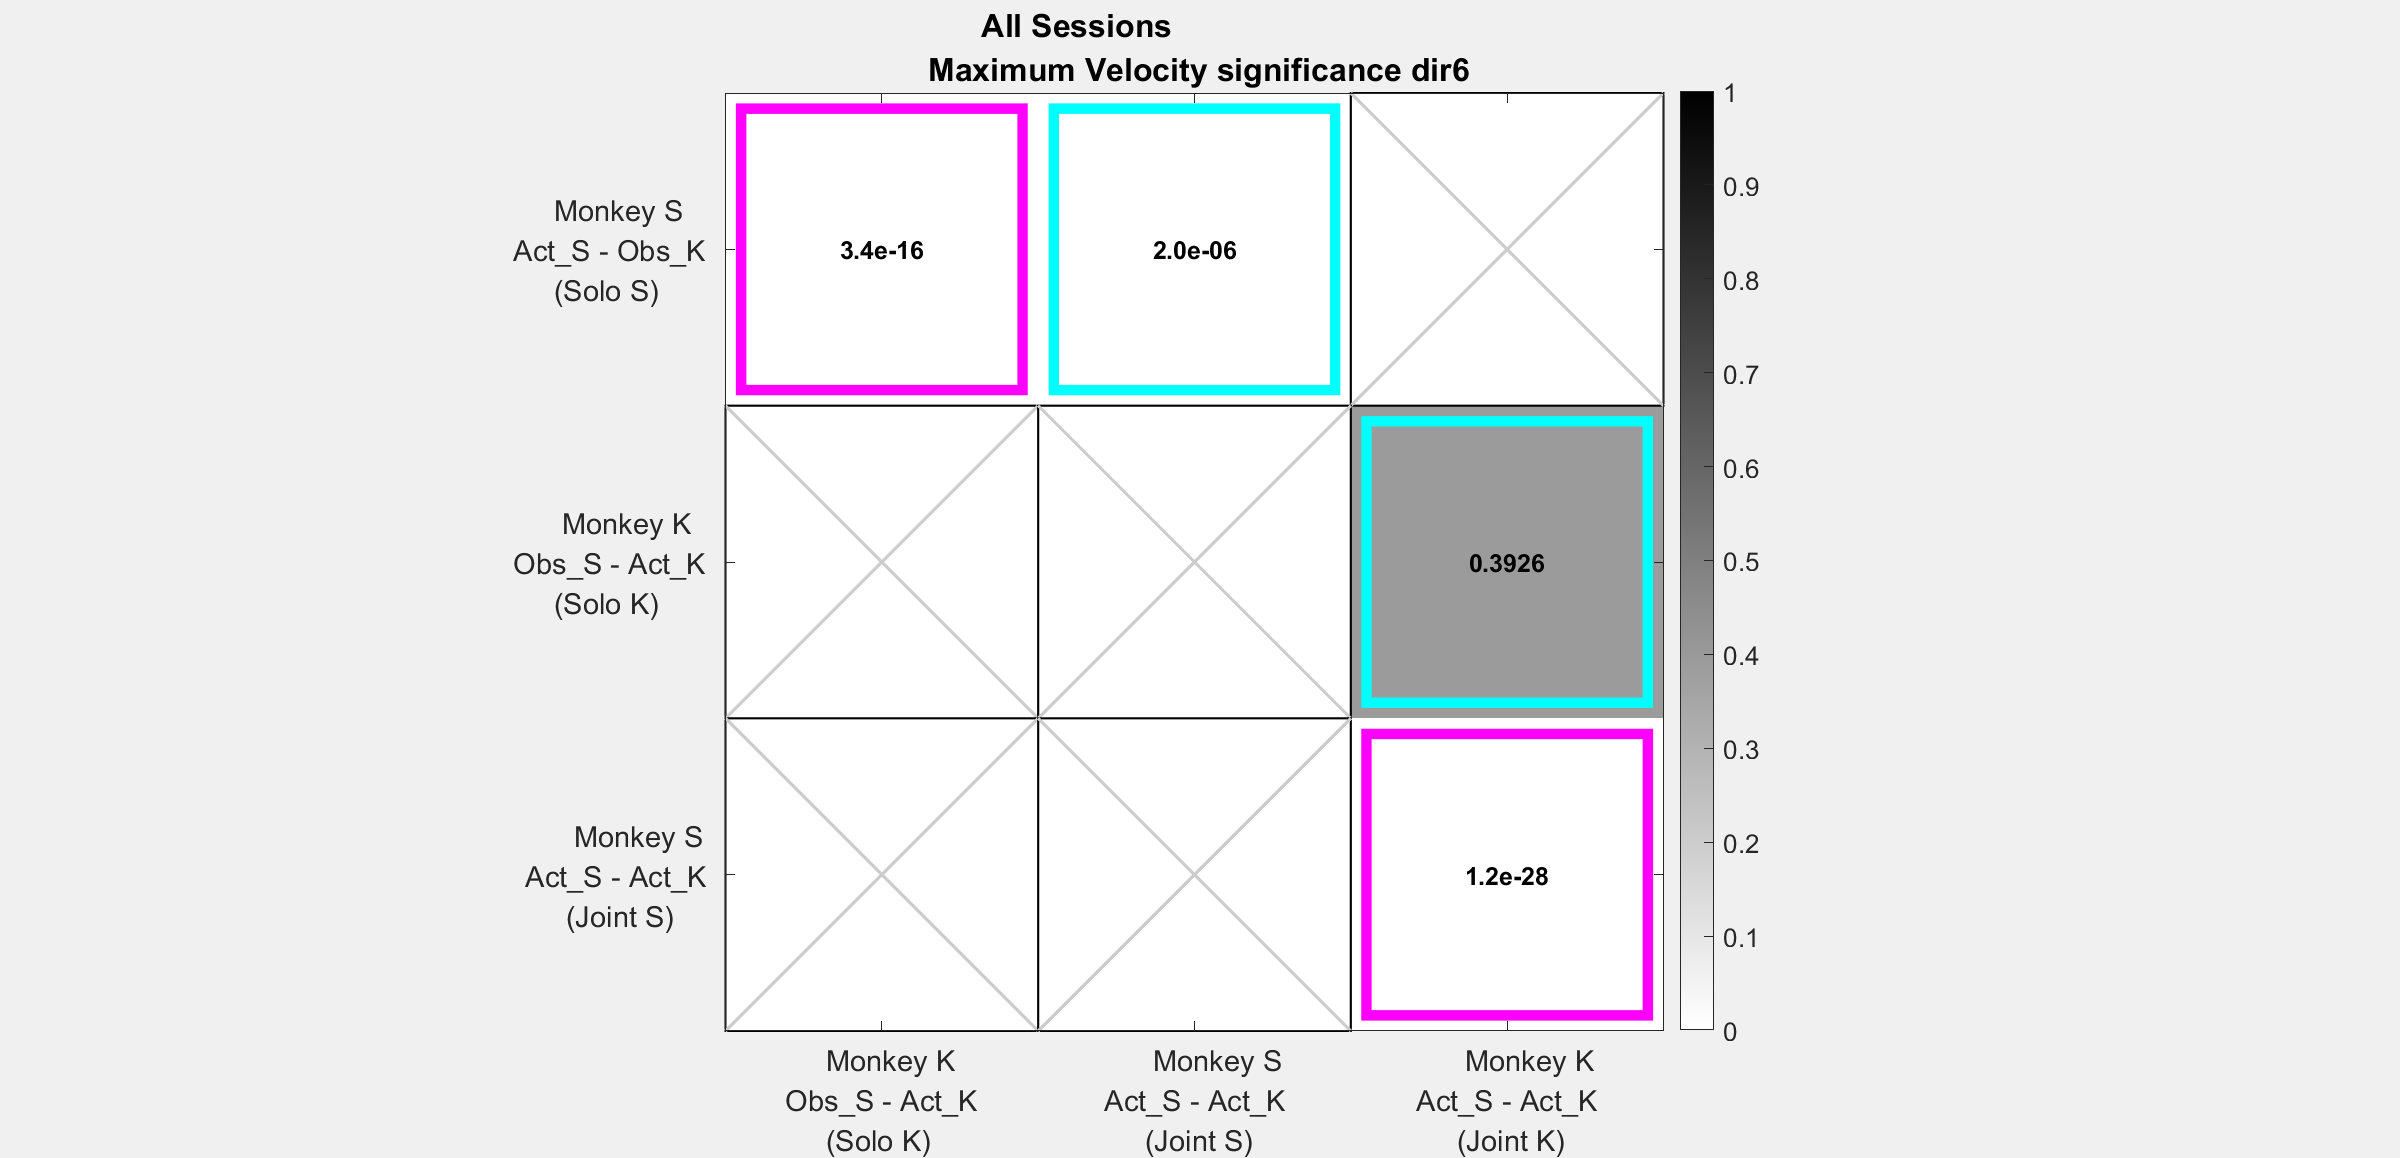 All Sessions
Maximum Velocity significance dir6
Monkey S
Act_S - Obs_K
(Solo S)
3.4e-16
2.0e-06
Monkey K
Obs_S - Act_K
(Solo K)
0.3926
Monkey S
Act_S - Act_K
(Joint S)
1.2e-28
Monkey K
Obs_S - Act_K
(Solo K)
Monkey S
Act_S - Act_K
(Joint S)
Monkey K
Act_S - Act_K
(Joint K)
1
0.9
0.8
0.7
0.6
0.5
0.4
0.3
0.2
0.1
0